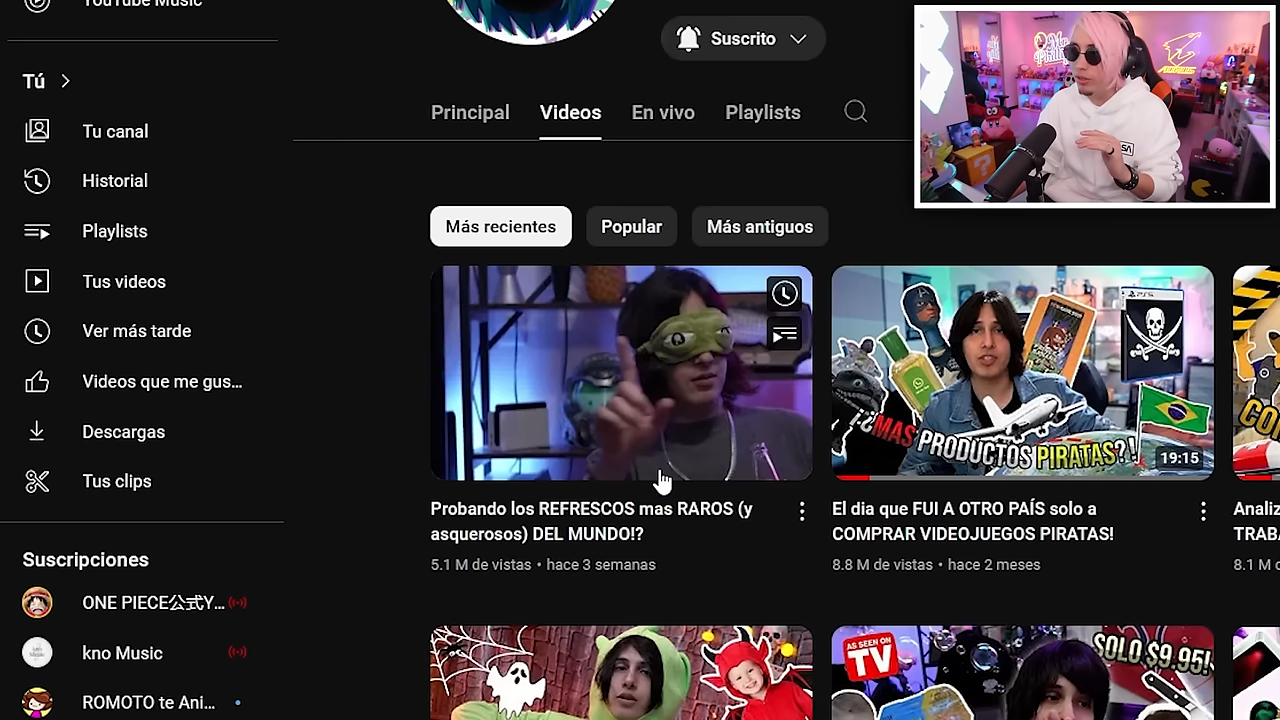 YouTube Music
Tú
Tu canal
Historial
Playlists
Tus videos
Ver más tarde
Videos que me gus...
Descargas
Tus clips
Suscripciones
ONE PIECE公式Y...
kno Music
ROMOTO te Ani...
Suscrito
Principal
Videos
En vivo
Playlists
Más recientes
Popular
Más antiguos
¡¿MAS PRODUCTOS PIRATAS?!
19:15
Probando los REFRESCOS mas RAROS (y
asquerosos) DEL MUNDO!?
5.1 M de vistas • hace 3 semanas
El dia que FUI A OTRO PAÍS solo a
COMPRAR VIDEOJUEGOS PIRATAS!
8.8 M de vistas • hace 2 meses
Analiz
TRABA
8.1 M d
AS SEEN ON
TV
SOLO $9.95!